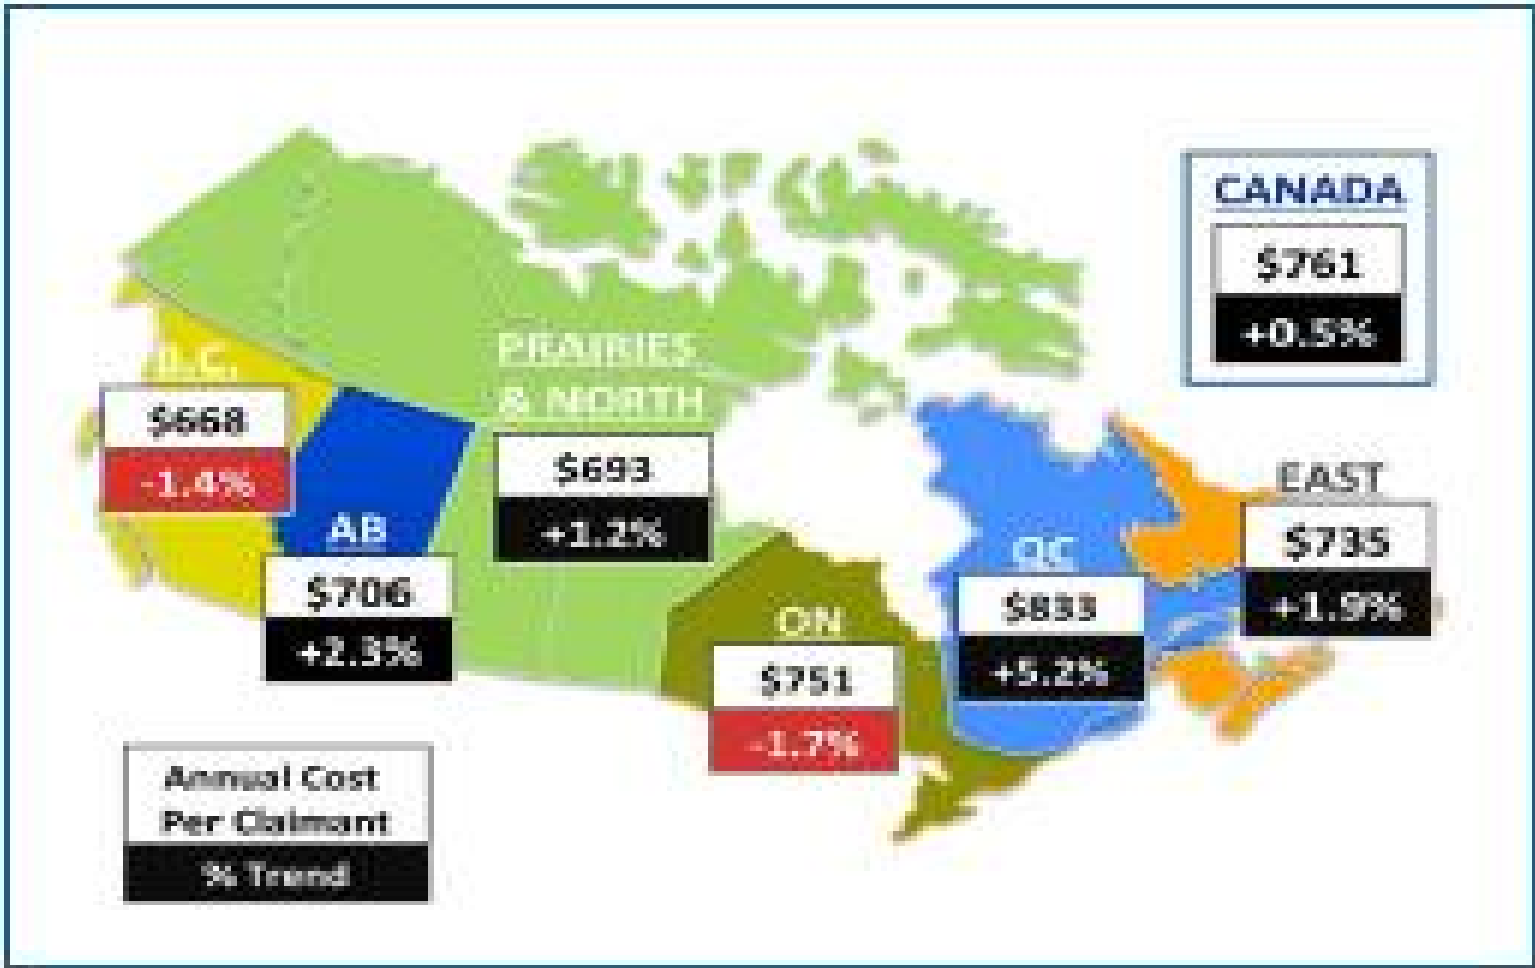 CANADA
$761
+0.5%
PRAIRIES
& NORTH
$693
+1.2%
B.C.
$668
-1.4%
AB
$706
+2.3%
EAST
$735
+1.9%
QC
$833
+5.2%
ON
$751
-1.7%
Annual Cost
Per Claimant
% Trend